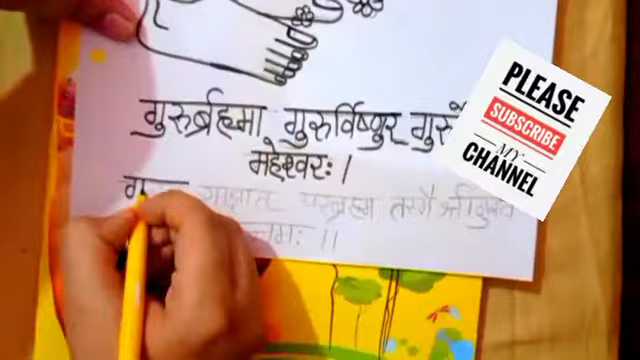 गुरुर्ब्रह्मा गुरुर्विष्णुर् गुरु
महेश्वरः ।
गु साक्षात परब्रह्म तस्मै श्रीगुरुवे
नमः ।।
PLEASE
SUBSCRIBE
MY
CHANNEL